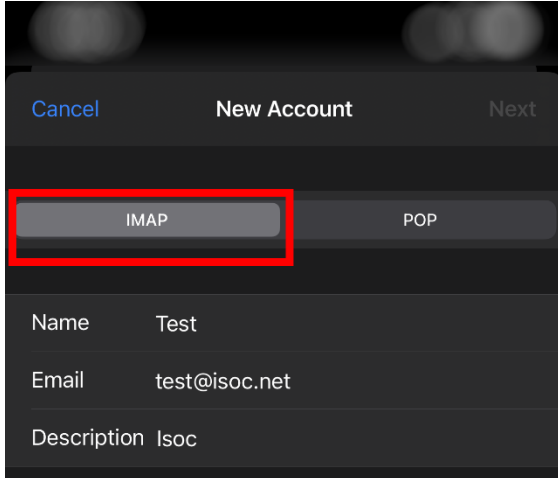 Cancel New Account Next
IMAP POP
Name Test
Email test@isoc.net
Description Isoc